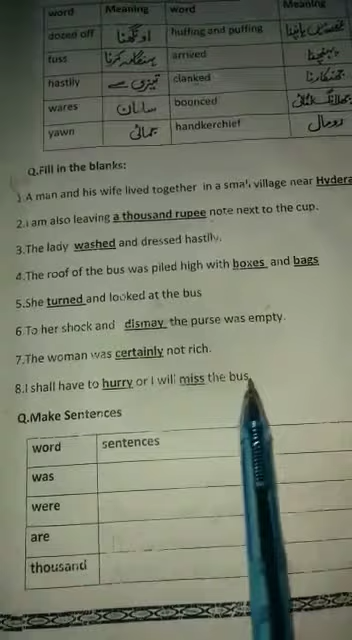 word Meaning word Meaning
dozed off اونگھنا huffing and puffing
fuss ہنگامہ کرنا arrived پہنچنا
hastily تیزی سے clanked جھنکارنا
wares سامان boonced
yawn جمائی handkerchief رومال
Q.Fill in the blanks:
1.A man and his wife lived together in a small village near Hydera
2.I am also leaving a thousand rupee note next to the cup.
3.The lady washed and dressed hastily.
4.The roof of the bus was piled high with boxes and bags
5.She turned and looked at the bus
6.To her shock and dismay the purse was empty.
7.The woman was certainly not rich.
8.I shall have to hurry or I will miss the bus
Q.Make Sentences
word sentences
was
were
are
thousand